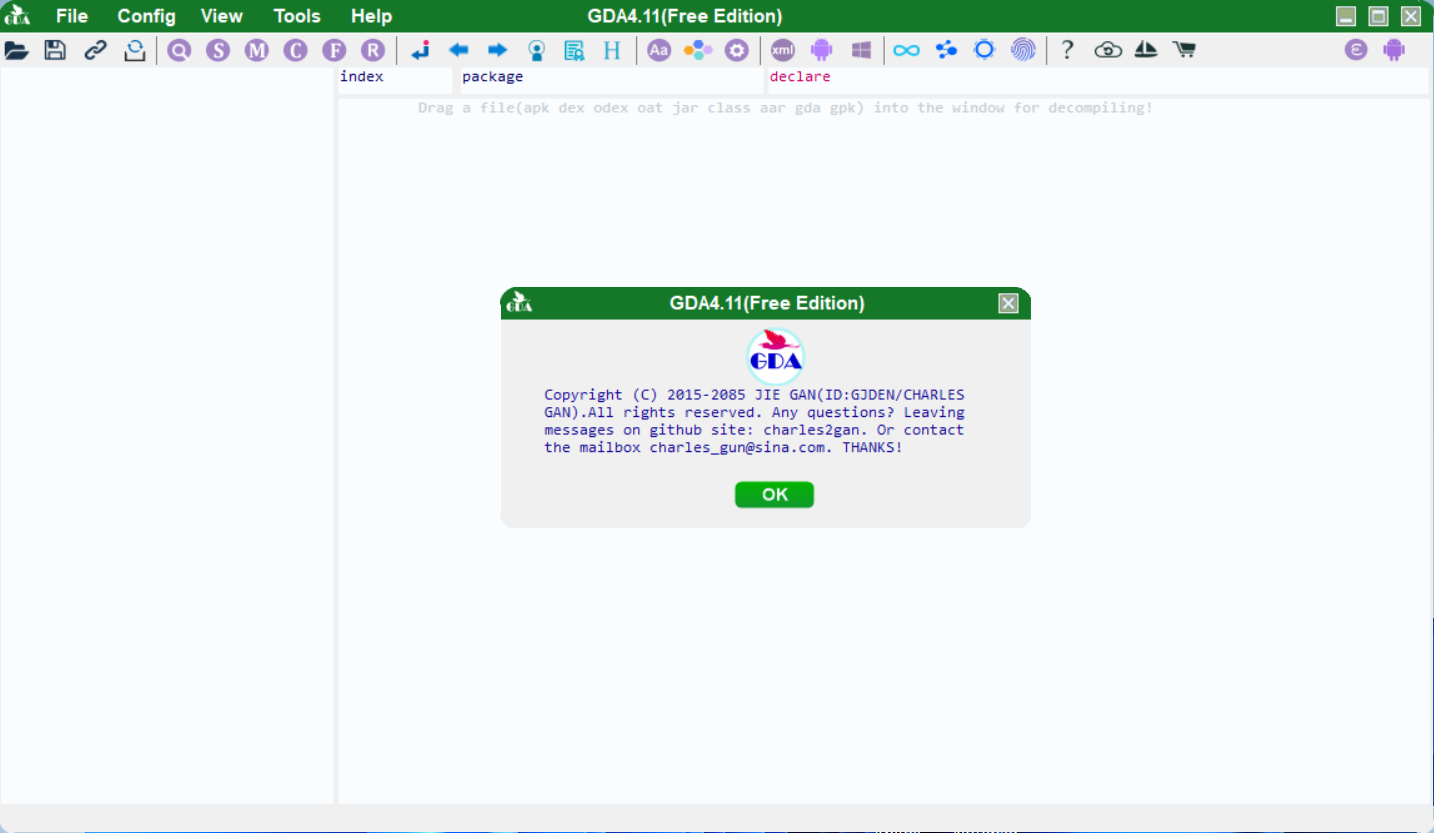 GDA File Config View Tools Help GDA4.11(Free Edition)
Q S M C F R H Aa xml ? ε
index package declare
Drag a file(apk dex odex oat jar class aar gda gpk) into the window for decompiling!
GDA GDA4.11(Free Edition)
GDA
Copyright (C) 2015-2085 JIE GAN(ID:GJDEN/CHARLES
GAN).All rights reserved. Any questions? Leaving
messages on github site: charles2gan. Or contact
the mailbox charles_gun@sina.com. THANKS!
OK